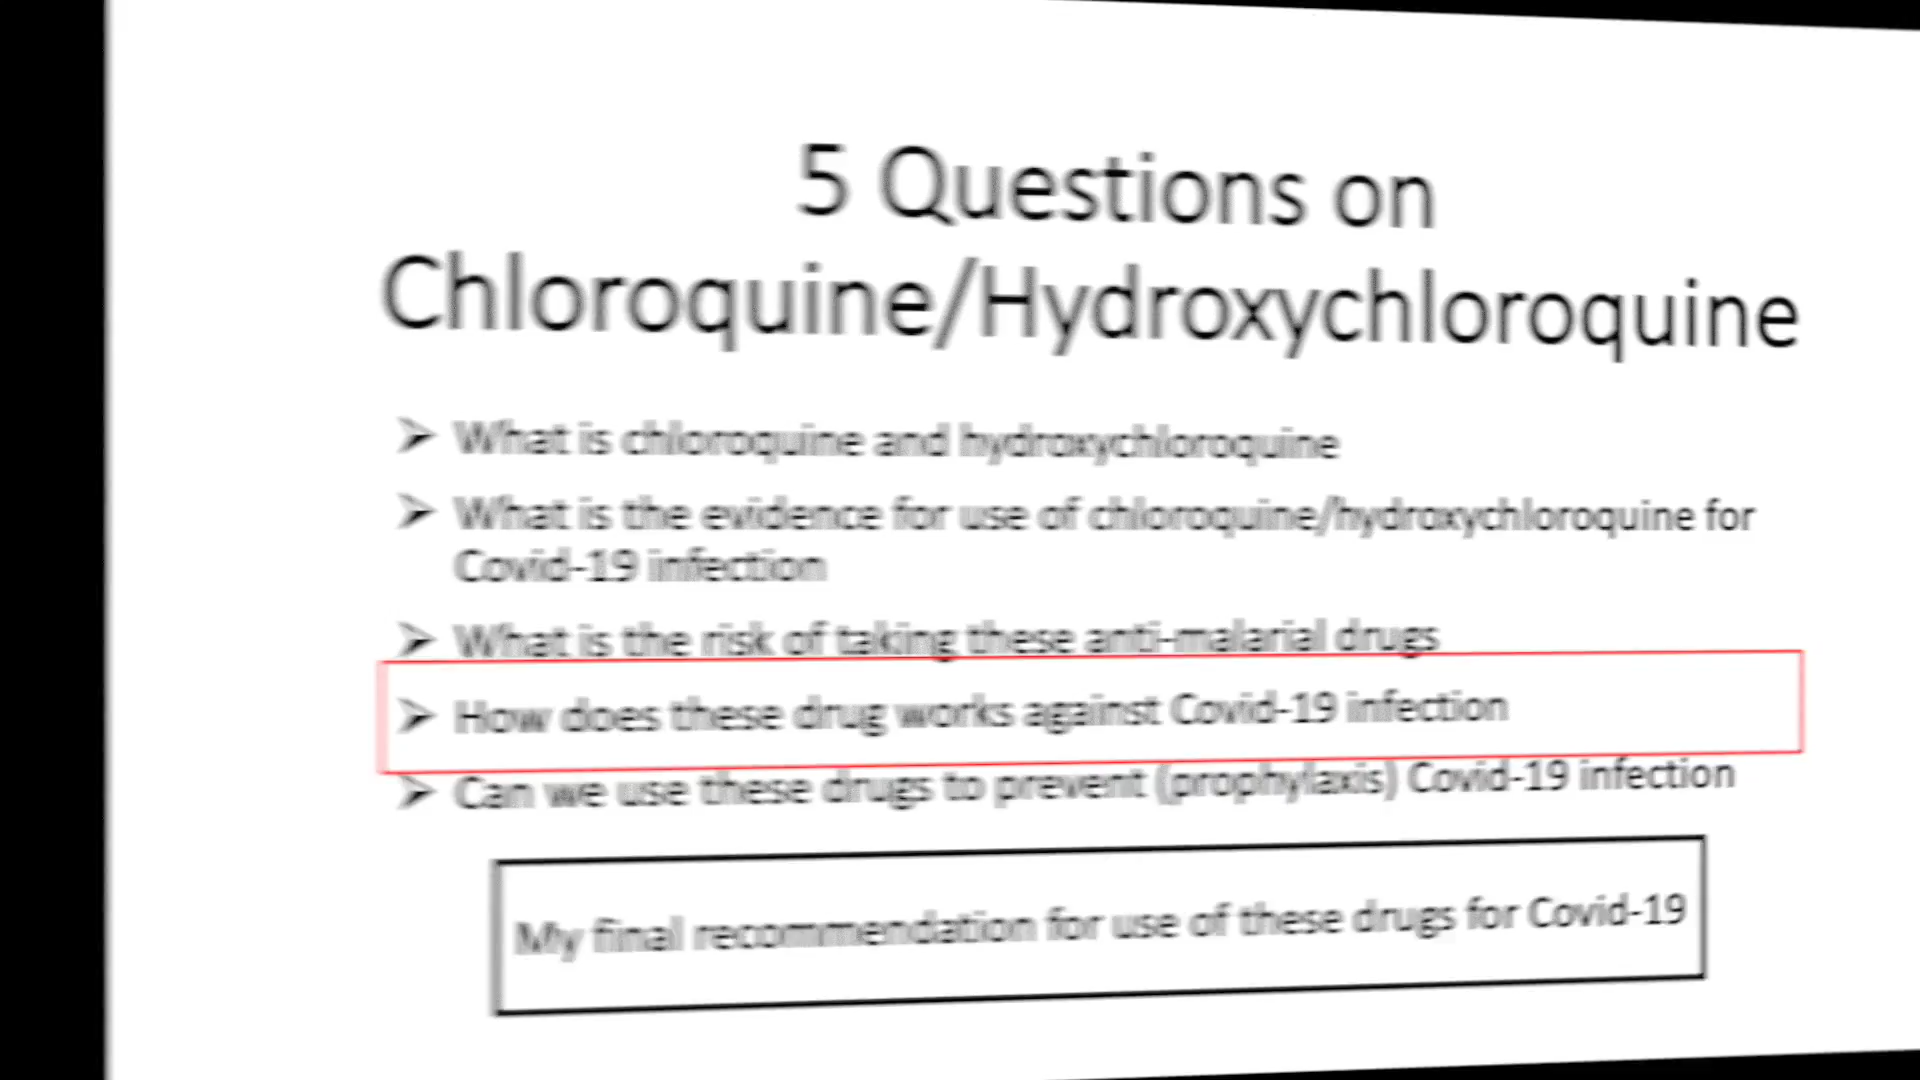 5 Questions on
Chloroquine/Hydroxychloroquine
➢ What is chloroquine and hydroxychloroquine
➢ What is the evidence for use of chloroquine/hydroxychloroquine for
Covid-19 infection
➢ What is the risk of taking these anti-malarial drugs
➢ How does these drug works against Covid-19 infection
➢ Can we use these drugs to prevent (prophylaxis) Covid-19 infection
My final recommendation for use of these drugs for Covid-19